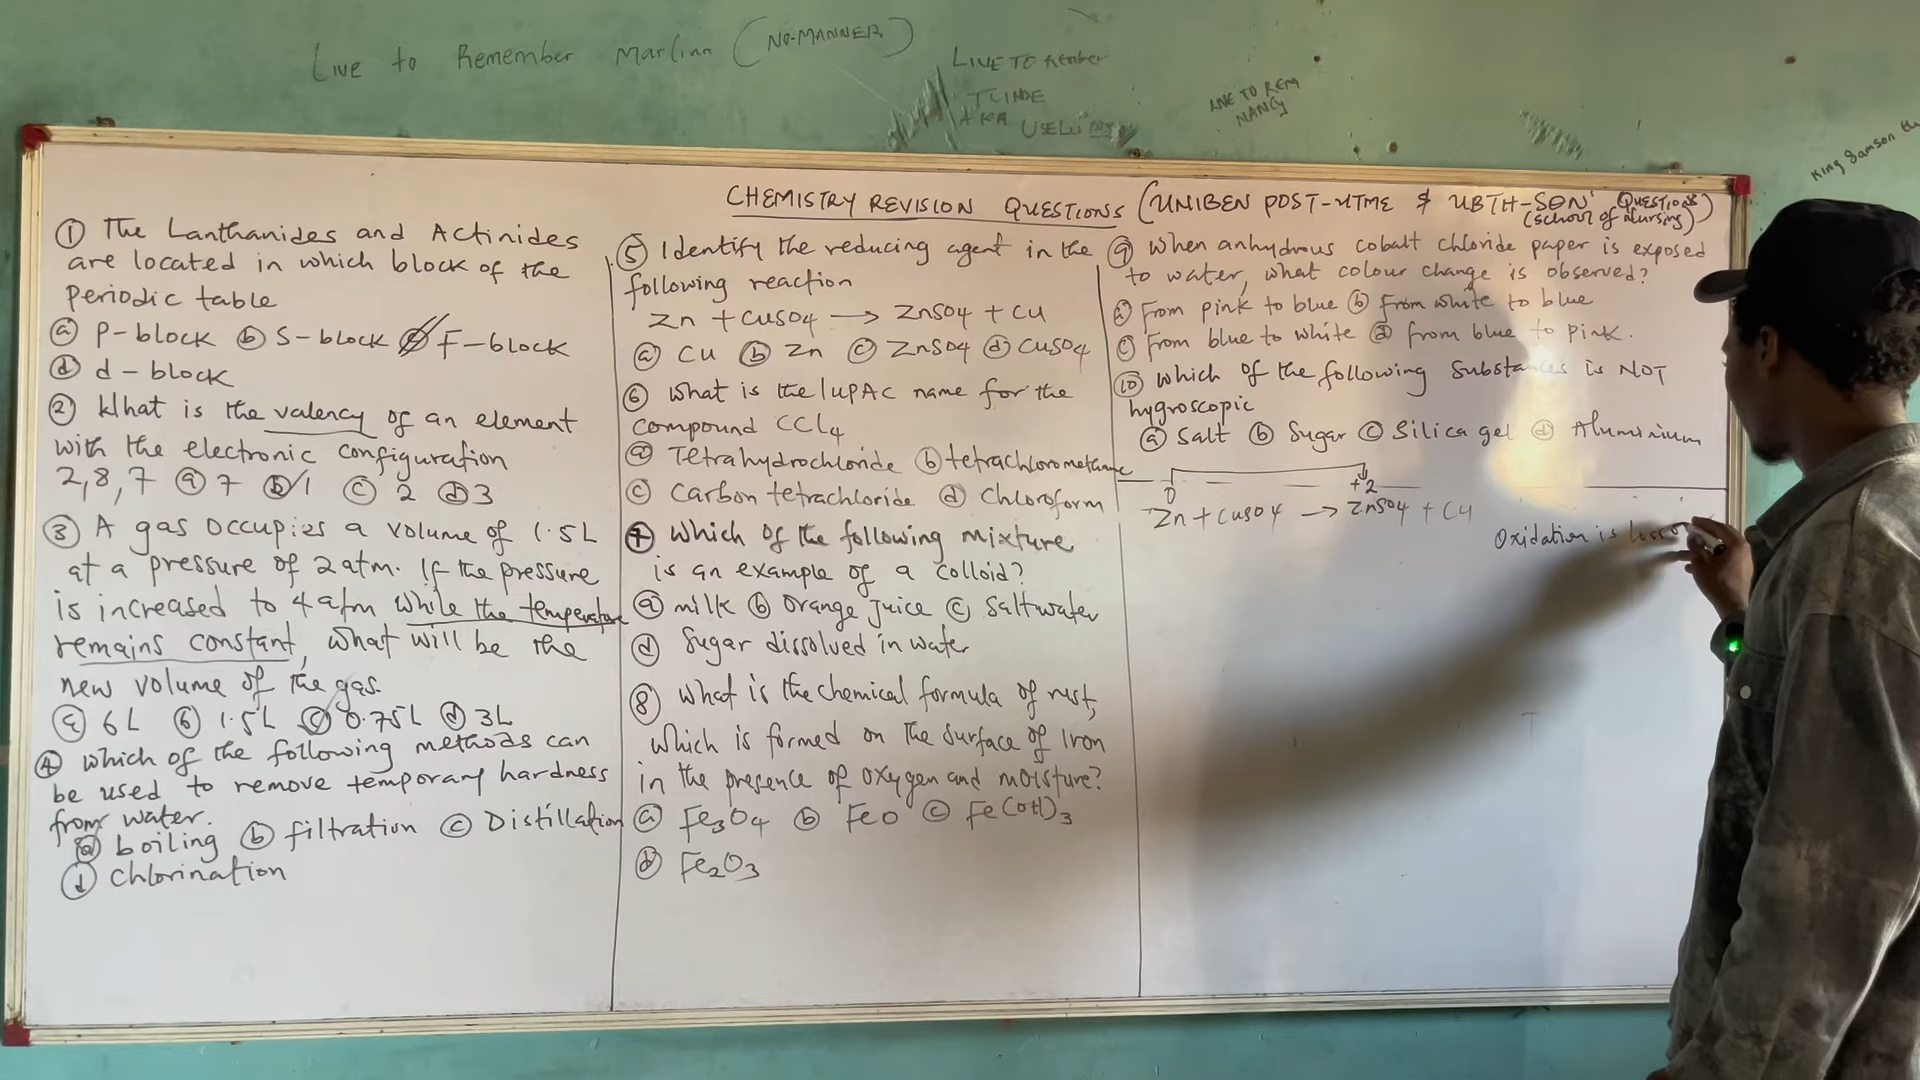 Live to Remember Marlian (NO-MANNER)
LIVE TO
TUNDE
AKA
TO REM
NANCY
King Samson
CHEMISTRY REVISION QUESTIONS (UNIBEN POST-UTME & UBTH-SON QUESTIONS)
(School of Nursing)
① The Lanthanides and Actinides
are located in which block of the
periodic table
ⓐ p-block ⓑ S-block ⓒ F-block
ⓓ d-block
② What is the valency of an element
with the electronic configuration
2,8,7 ⓐ 7 ⓑ 1 ⓒ 2 ⓓ 3
③ A gas occupies a volume of 1.5L
at a pressure of 2 atm. If the pressure
is increased to 4 atm while the temperature
remains constant, what will be the
new volume of the gas.
ⓐ 6L ⓑ 1.5L ⓒ 0.75L ⓓ 3L
④ which of the following methods can
be used to remove temporary hardness
from water.
ⓐ boiling ⓑ filtration ⓒ Distillation
ⓓ Chlorination
⑤ Identify the reducing agent in the
following reaction
Zn + CuSO4 → ZnSO4 + Cu
ⓐ Cu ⓑ Zn ⓒ ZnSO4 ⓓ CuSO4
⑥ What is the IUPAC name for the
compound CCl4
ⓐ Tetrahydrochloride ⓑ tetrachloromethane
ⓒ Carbon tetrachloride ⓓ Chloroform
⑦ Which of the following mixture
is an example of a colloid?
ⓐ milk ⓑ Orange juice ⓒ Saltwater
ⓓ Sugar dissolved in water
⑧ What is the chemical formula of rust,
which is formed on the surface of Iron
in the presence of oxygen and moisture?
ⓐ Fe3O4 ⓑ FeO ⓒ Fe(OH)3
ⓓ Fe2O3
⑨ When anhydrous cobalt chloride paper is exposed
to water, what colour change is observed?
ⓐ From pink to blue ⓑ from white to blue
ⓒ from blue to white ⓓ from blue to pink.
⑩ which of the following substances is NOT
hygroscopic
ⓐ Salt ⓑ Sugar ⓒ Silica gel ⓓ Aluminium
0 +2
Zn + CuSO4 → ZnSO4 + Cu
Oxidation is loss